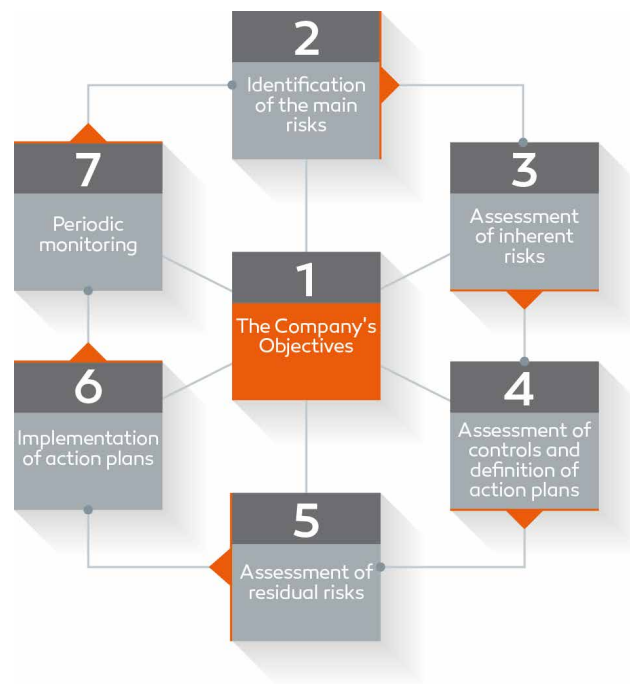 2
Identification
of the main
risks
7
Periodic
monitoring
3
Assessment
of inherent
risks
1
The Company's
Objectives
6
Implementation
of action plans
4
Assessment of
controls and
definition of
action plans
5
Assessment of
residual risks